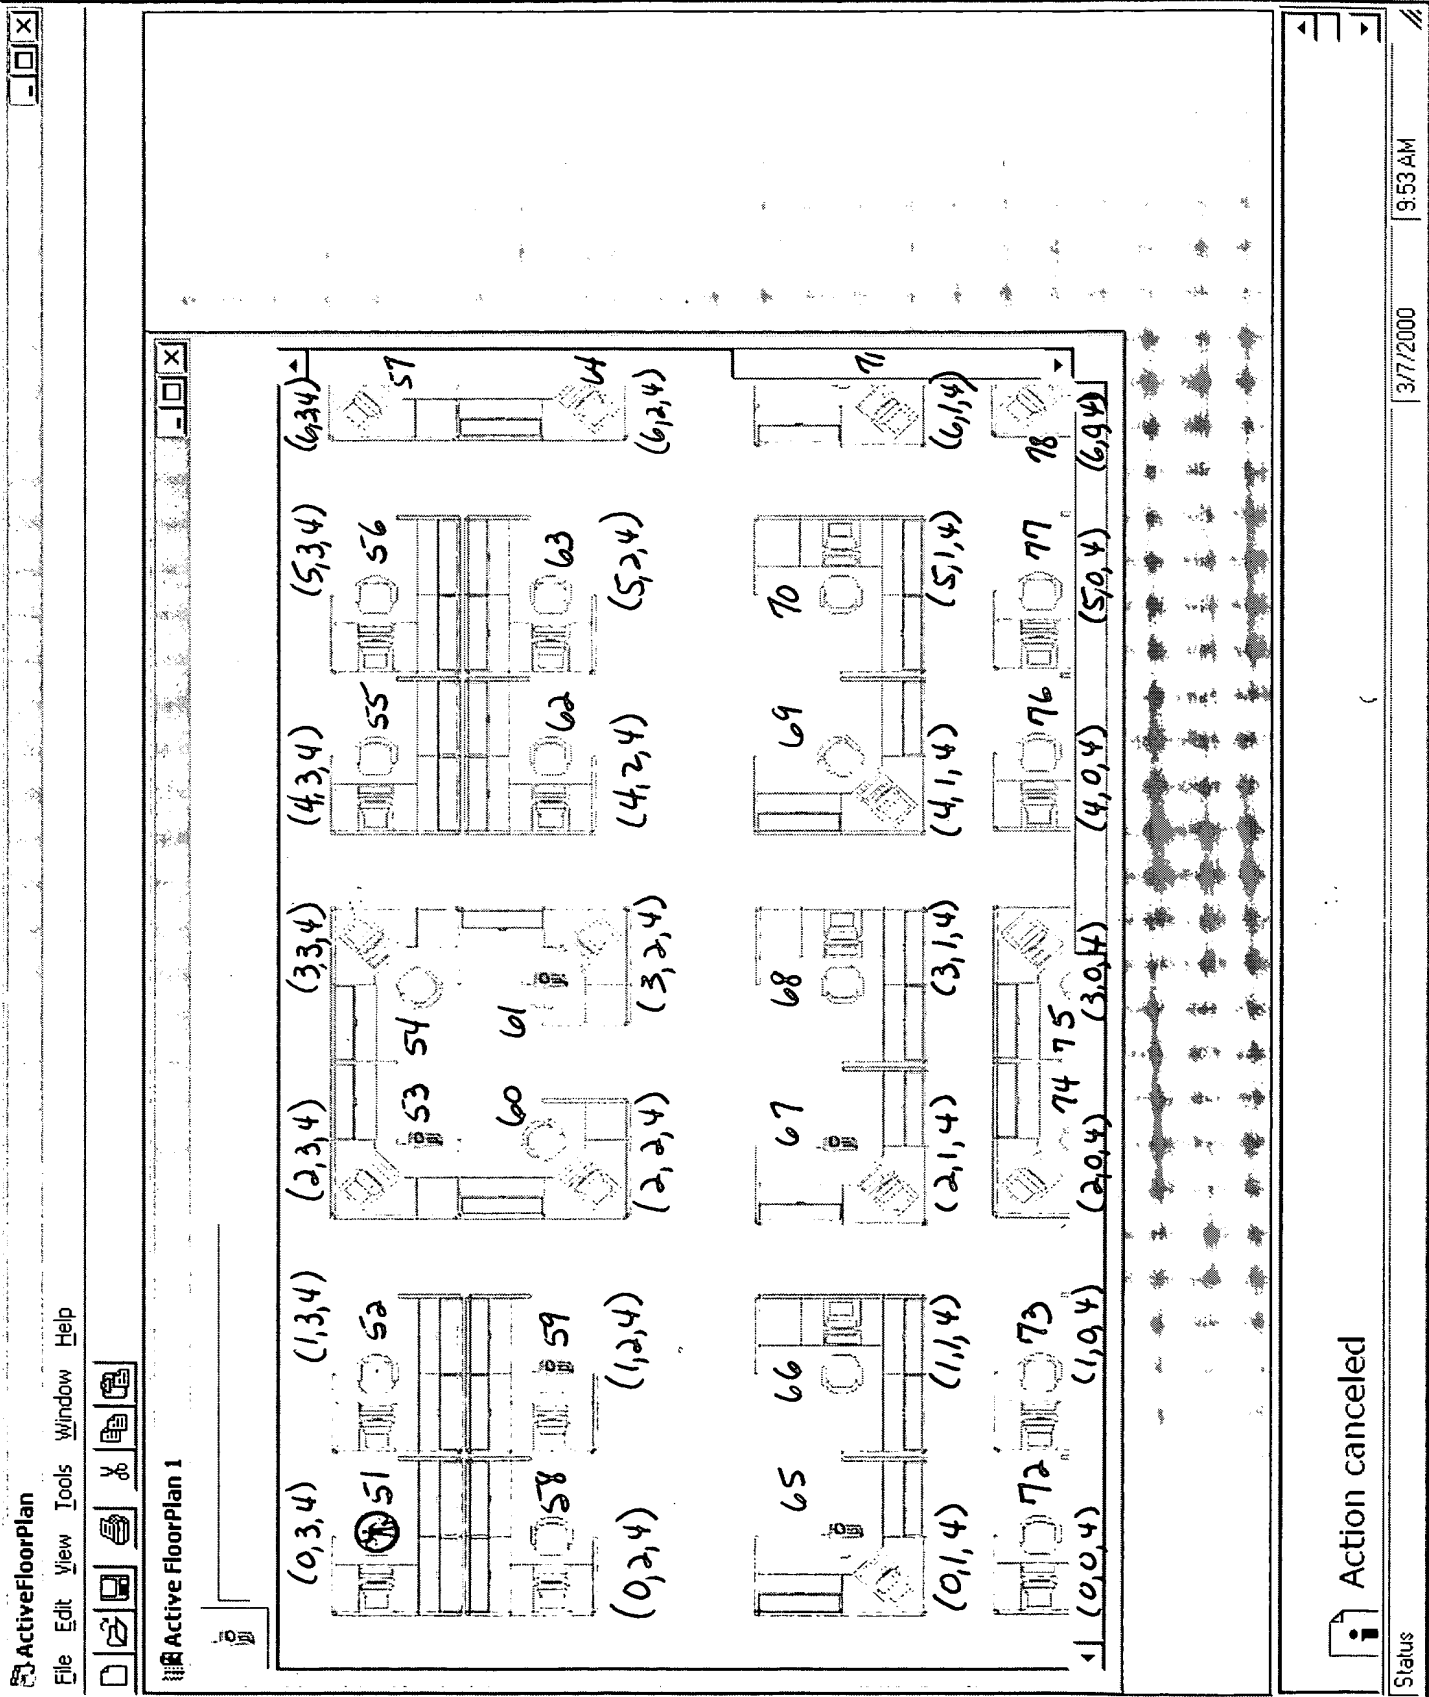 ActiveFloorPlan
File Edit View Tools Window Help
Active FloorPlan 1
(0,3,4) (1,3,4) (2,3,4) (3,3,4) (4,3,4) (5,3,4) (6,3,4)
51 52 53 54 55 56 57
58 59 60 61 62 63 64
(0,2,4) (1,2,4) (2,2,4) (3,2,4) (4,2,4) (5,2,4) (6,2,4)
65 66 67 68 69 70 71
(0,1,4) (1,1,4) (2,1,4) (3,1,4) (4,1,4) (5,1,4) (6,1,4)
72 73 74 75 76 77 78
(0,0,4) (1,0,4) (2,0,4) (3,0,4) (4,0,4) (5,0,4) (6,0,4)
Action canceled
Status 3/7/2000 9:53 AM